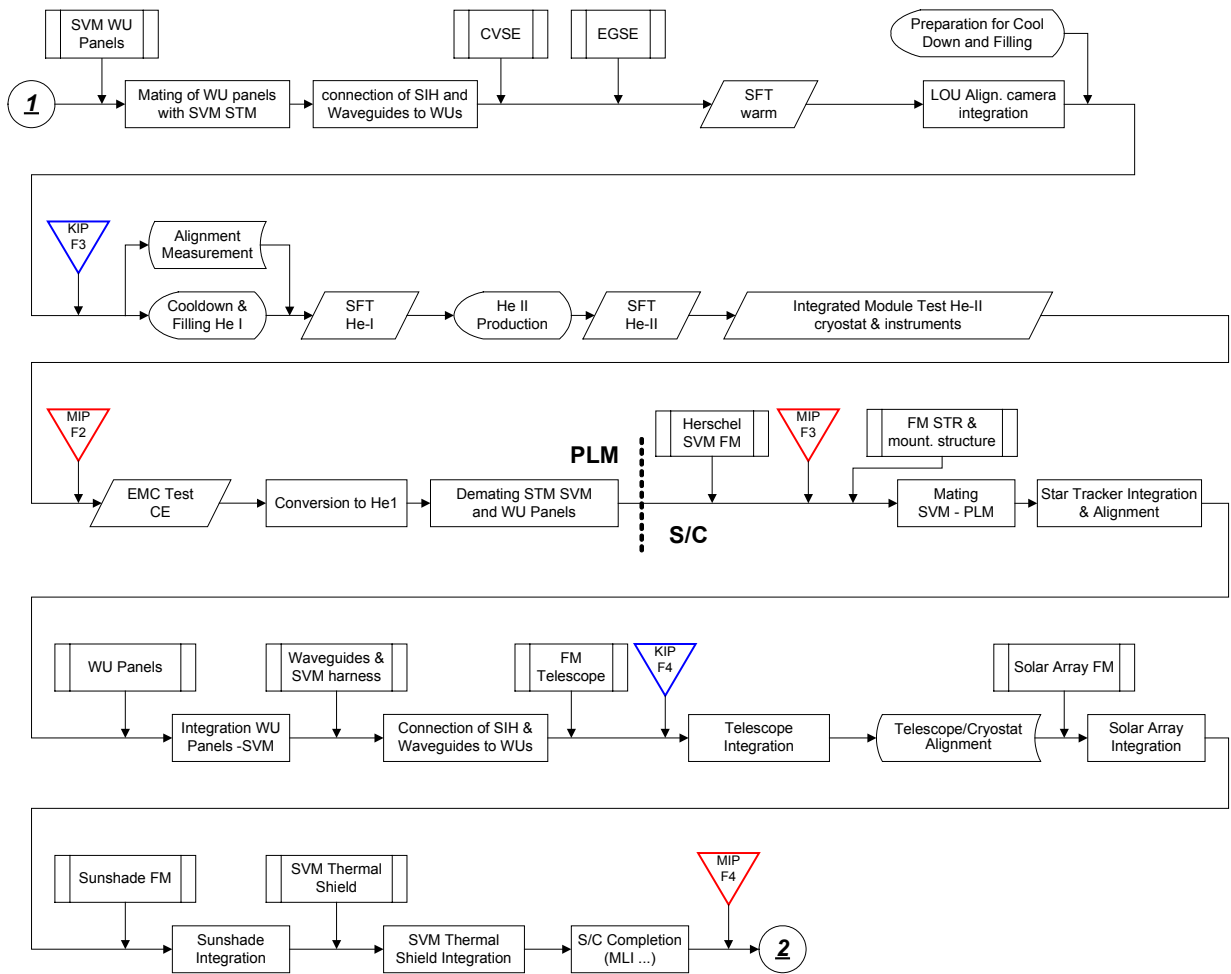 SVM WU
Panels
CVSE
EGSE
Preparation for Cool
Down and Filling
1
Mating of WU panels
with SVM STM
connection of SIH and
Waveguides to WUs
SFT
warm
LOU Align. camera
integration
KIP
F3
Alignment
Measurement
Cooldown &
Filling He I
SFT
He-I
He II
Production
SFT
He-II
Integrated Module Test He-II
cryostat & instruments
MIP
F2
PLM
Herschel
SVM FM
MIP
F3
FM STR &
mount. structure
EMC Test
CE
Conversion to He1
Demating STM SVM
and WU Panels
S/C
Mating
SVM - PLM
Star Tracker Integration
& Alignment
WU Panels
Waveguides &
SVM harness
FM
Telescope
KIP
F4
Solar Array FM
Integration WU
Panels -SVM
Connection of SIH &
Waveguides to WUs
Telescope
Integration
Telescope/Cryostat
Alignment
Solar Array
Integration
Sunshade FM
SVM Thermal
Shield
MIP
F4
Sunshade
Integration
SVM Thermal
Shield Integration
S/C Completion
(MLI ...)
2